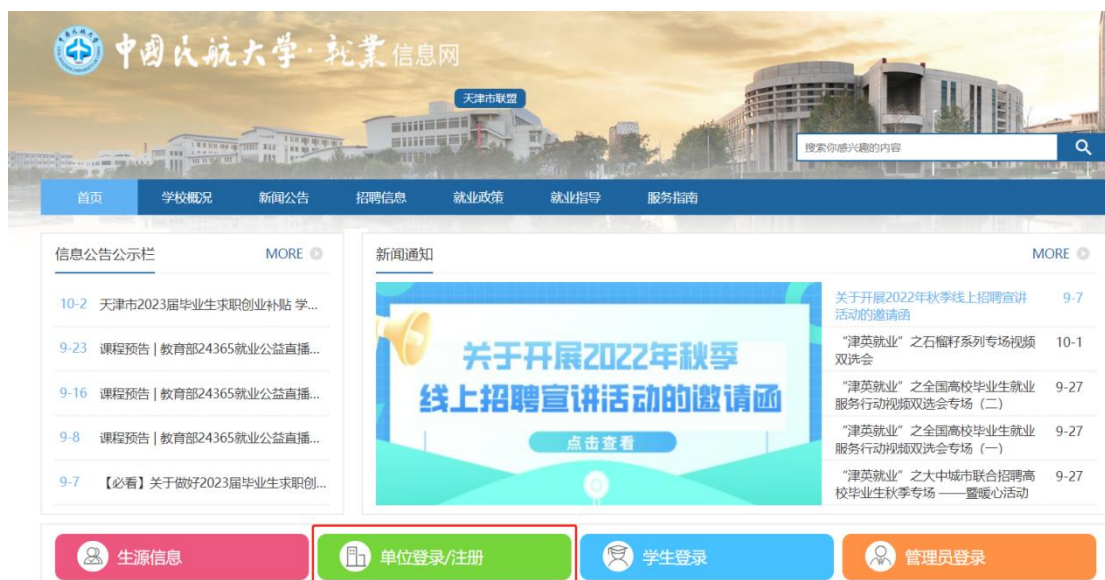 中國民航大学·就業信息网
天津市联盟
搜索你感兴趣的内容
首页 学校概况 新闻公告 招聘信息 就业政策 就业指导 服务指南
信息公告公示栏 MORE
10-2 天津市2023届毕业生求职创业补贴 学...
9-23 课程预告 | 教育部24365就业公益直播...
9-16 课程预告 | 教育部24365就业公益直播...
9-8 课程预告 | 教育部24365就业公益直播...
9-7 【必看】关于做好2023届毕业生求职创...
新闻通知 MORE
关于开展2022年秋季
线上招聘宣讲活动的邀请函
点击查看
关于开展2022年秋季线上招聘宣讲 9-7
活动的邀请函
“津英就业”之石榴籽系列专场视频 10-1
双选会
“津英就业”之全国高校毕业生就业 9-27
服务行动视频双选会专场（二）
“津英就业”之全国高校毕业生就业 9-27
服务行动视频双选会专场（一）
“津英就业”之大中城市联合招聘高 9-27
校毕业生秋季专场 ——暨暖心活动
生源信息 单位登录/注册 学生登录 管理员登录